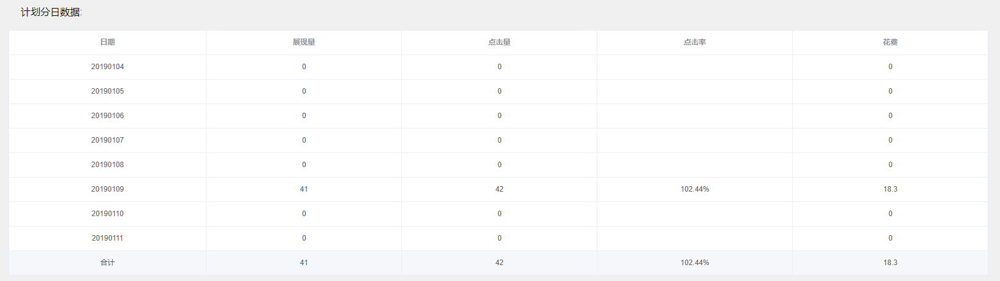 计划分日数据:
日期 展现量 点击量 点击率 花费
20190104 0 0 0
20190105 0 0 0
20190106 0 0 0
20190107 0 0 0
20190108 0 0 0
20190109 41 42 102.44% 18.3
20190110 0 0 0
20190111 0 0 0
合计 41 42 102.44% 18.3